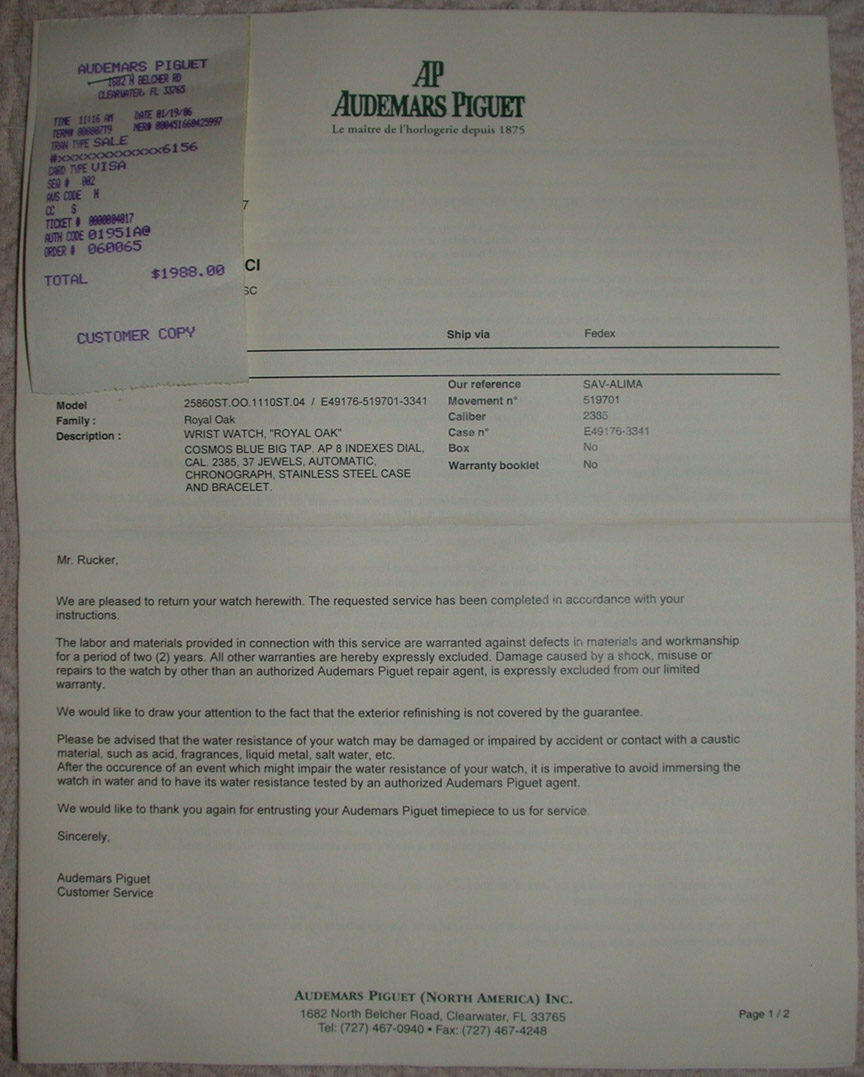 AUDEMARS PIGUET
1682 N BELCHER RD
CLEARWATER, FL 33765
TIME 11:16 AM DATE 01/19/06
TERM# 00008779 MER# 000451660425997
TRAN TYPE SALE
#XXXXXXXXXXXX6156
CARD TYPE VISA
SEQ # 002
AVS CODE N
CC S
TICKET # 0000004017
AUTH CODE 01951A@
ORDER # 060065
TOTAL $1988.00
CUSTOMER COPY
AP
AUDEMARS PIGUET
Le maître de l'horlogerie depuis 1875
7
CI
SC
Ship via Fedex
Our reference SAV-ALIMA
Movement n° 519701
Caliber 2385
Case n° E49176-3341
Box No
Warranty booklet No
Model 25860ST.OO.1110ST.04 / E49176-519701-3341
Family : Royal Oak
Description : WRIST WATCH, "ROYAL OAK"
COSMOS BLUE BIG TAP. AP 8 INDEXES DIAL,
CAL. 2385, 37 JEWELS, AUTOMATIC,
CHRONOGRAPH, STAINLESS STEEL CASE
AND BRACELET.
Mr. Rucker,
We are pleased to return your watch herewith. The requested service has been completed in accordance with your
instructions.
The labor and materials provided in connection with this service are warranted against defects in materials and workmanship
for a period of two (2) years. All other warranties are hereby expressly excluded. Damage caused by a shock, misuse or
repairs to the watch by other than an authorized Audemars Piguet repair agent, is expressly excluded from our limited
warranty.
We would like to draw your attention to the fact that the exterior refinishing is not covered by the guarantee.
Please be advised that the water resistance of your watch may be damaged or impaired by accident or contact with a caustic
material, such as acid, fragrances, liquid metal, salt water, etc.
After the occurence of an event which might impair the water resistance of your watch, it is imperative to avoid immersing the
watch in water and to have its water resistance tested by an authorized Audemars Piguet agent.
We would like to thank you again for entrusting your Audemars Piguet timepiece to us for service.
Sincerely,
Audemars Piguet
Customer Service
AUDEMARS PIGUET (NORTH AMERICA) INC.
1682 North Belcher Road, Clearwater, FL 33765
Tel: (727) 467-0940 • Fax: (727) 467-4248
Page 1 / 2